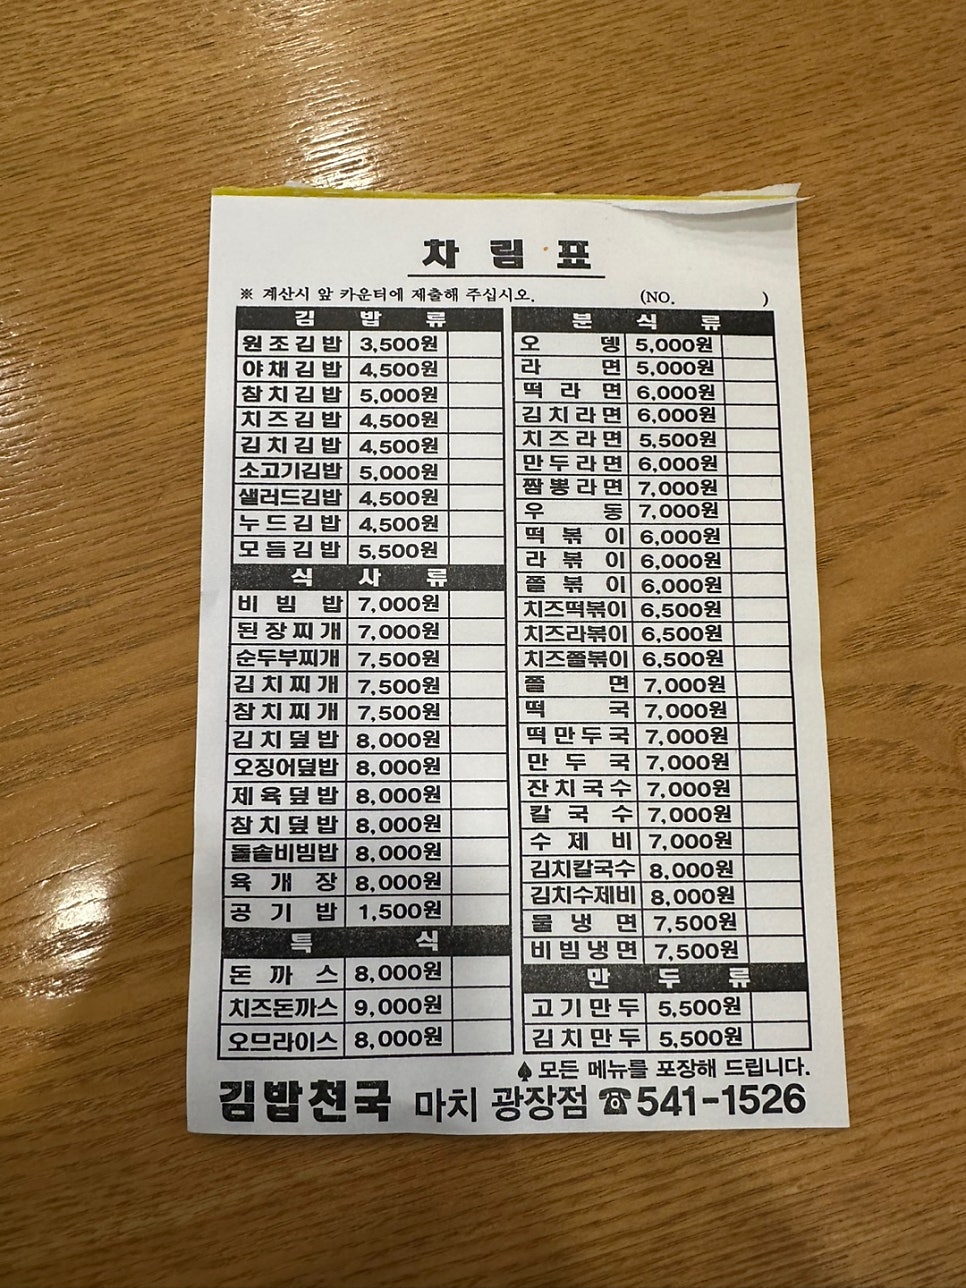 차림표
※ 계산시 앞 카운터에 제출해 주십시오.
(NO. )
김밥류
원조김밥 3,500원
야채김밥 4,500원
참치김밥 5,000원
치즈김밥 4,500원
김치김밥 4,500원
소고기김밥 5,000원
샐러드김밥 4,500원
누드김밥 4,500원
모듬김밥 5,500원
식사류
비빔밥 7,000원
된장찌개 7,000원
순두부찌개 7,500원
김치찌개 7,500원
참치찌개 7,500원
김치덮밥 8,000원
오징어덮밥 8,000원
제육덮밥 8,000원
참치덮밥 8,000원
돌솥비빔밥 8,000원
육개장 8,000원
공기밥 1,500원
특식
돈까스 8,000원
치즈돈까스 9,000원
오므라이스 8,000원
분식류
오뎅 5,000원
라면 5,000원
떡라면 6,000원
김치라면 6,000원
치즈라면 5,500원
만두라면 6,000원
짬뽕라면 7,000원
우동 7,000원
떡볶이 6,000원
라볶이 6,000원
쫄볶이 6,000원
치즈떡볶이 6,500원
치즈라볶이 6,500원
치즈쫄볶이 6,500원
쫄면 7,000원
떡국 7,000원
떡만두국 7,000원
만두국 7,000원
잔치국수 7,000원
칼국수 7,000원
수제비 7,000원
김치칼국수 8,000원
김치수제비 8,000원
물냉면 7,500원
비빔냉면 7,500원
만두류
고기만두 5,500원
김치만두 5,500원
♠ 모든 메뉴를 포장해 드립니다.
김밥천국 마치 광장점 ☎541-1526